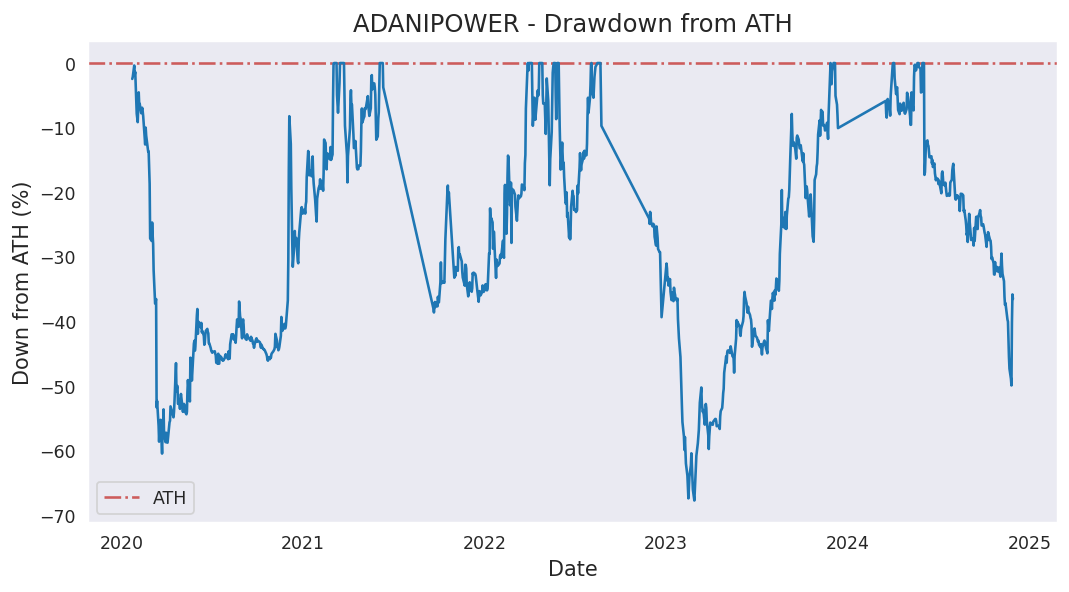 ADANIPOWER - Drawdown from ATH
Down from ATH (%)
0
−10
−20
−30
−40
−50
−60
−70
ATH
2020 2021 2022 2023 2024 2025
Date